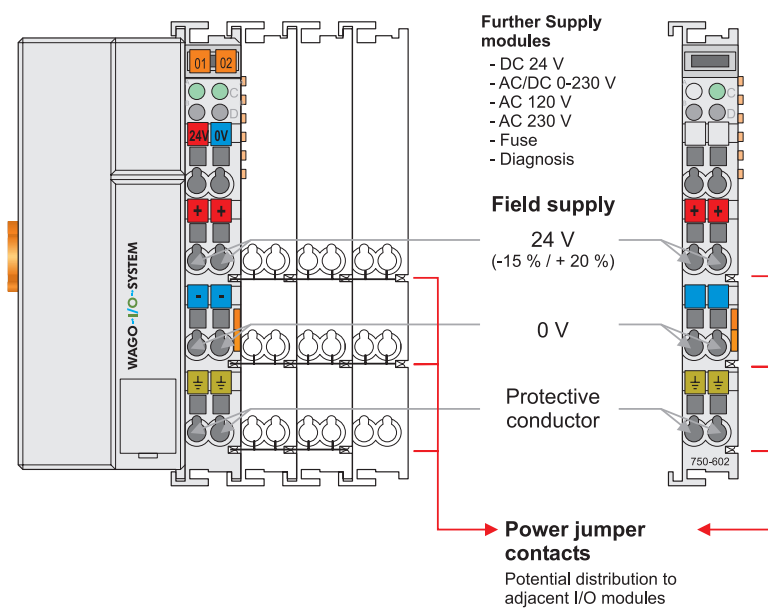 Further Supply
modules
- DC 24 V
- AC/DC 0-230 V
- AC 120 V
- AC 230 V
- Fuse
- Diagnosis
01 02
C
D
24V 0V
+ +
- -
WAGO-I/O-SYSTEM
Field supply
24 V
(-15 % / + 20 %)
0 V
Protective
conductor
C
D
+ +
750-602
Power jumper
contacts
Potential distribution to
adjacent I/O modules